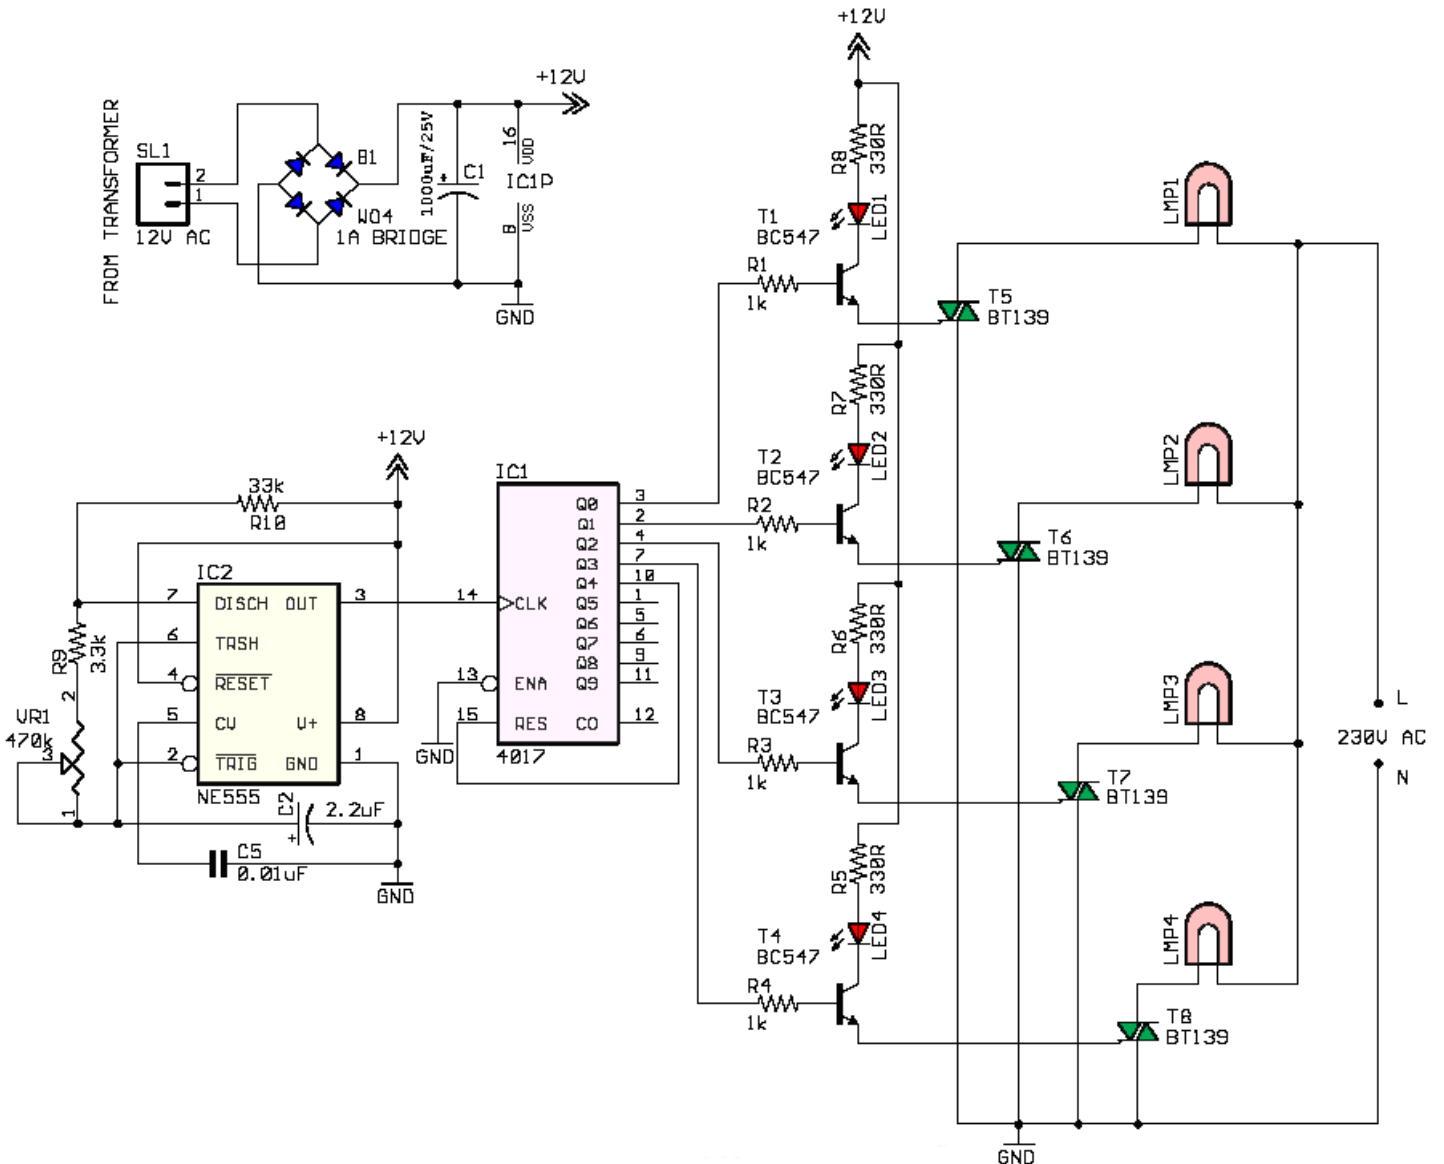 +12V
FROM TRANSFORMER
SL1
2
1
12V AC
B1
W04
1A BRIDGE
1000uF/25V
+
C1
+12V
16
VDD
IC1P
8
VSS
GND
R8
330R
LED1
T1
BC547
R1
1k
T5
BT139
LMP1
R7
330R
LED2
T2
BC547
R2
1k
T6
BT139
LMP2
R6
330R
LED3
T3
BC547
R3
1k
T7
BT139
LMP3
R5
330R
LED4
T4
BC547
R4
1k
T8
BT139
LMP4
L
230V AC
N
GND
+12V
33k
R10
IC2
7 DISCH OUT 3
6 TRSH
4 RESET
5 CV V+ 8
2 TRIG GND 1
NE555
R9
3.3k
2
VR1
470k
3
1
C2
2.2uF
+
C5
0.01uF
GND
IC1
Q0 3
Q1 2
Q2 4
Q3 7
Q4 10
14 CLK Q5 1
Q6 5
Q7 6
Q8 9
13 ENA Q9 11
15 RES CO 12
4017
GND